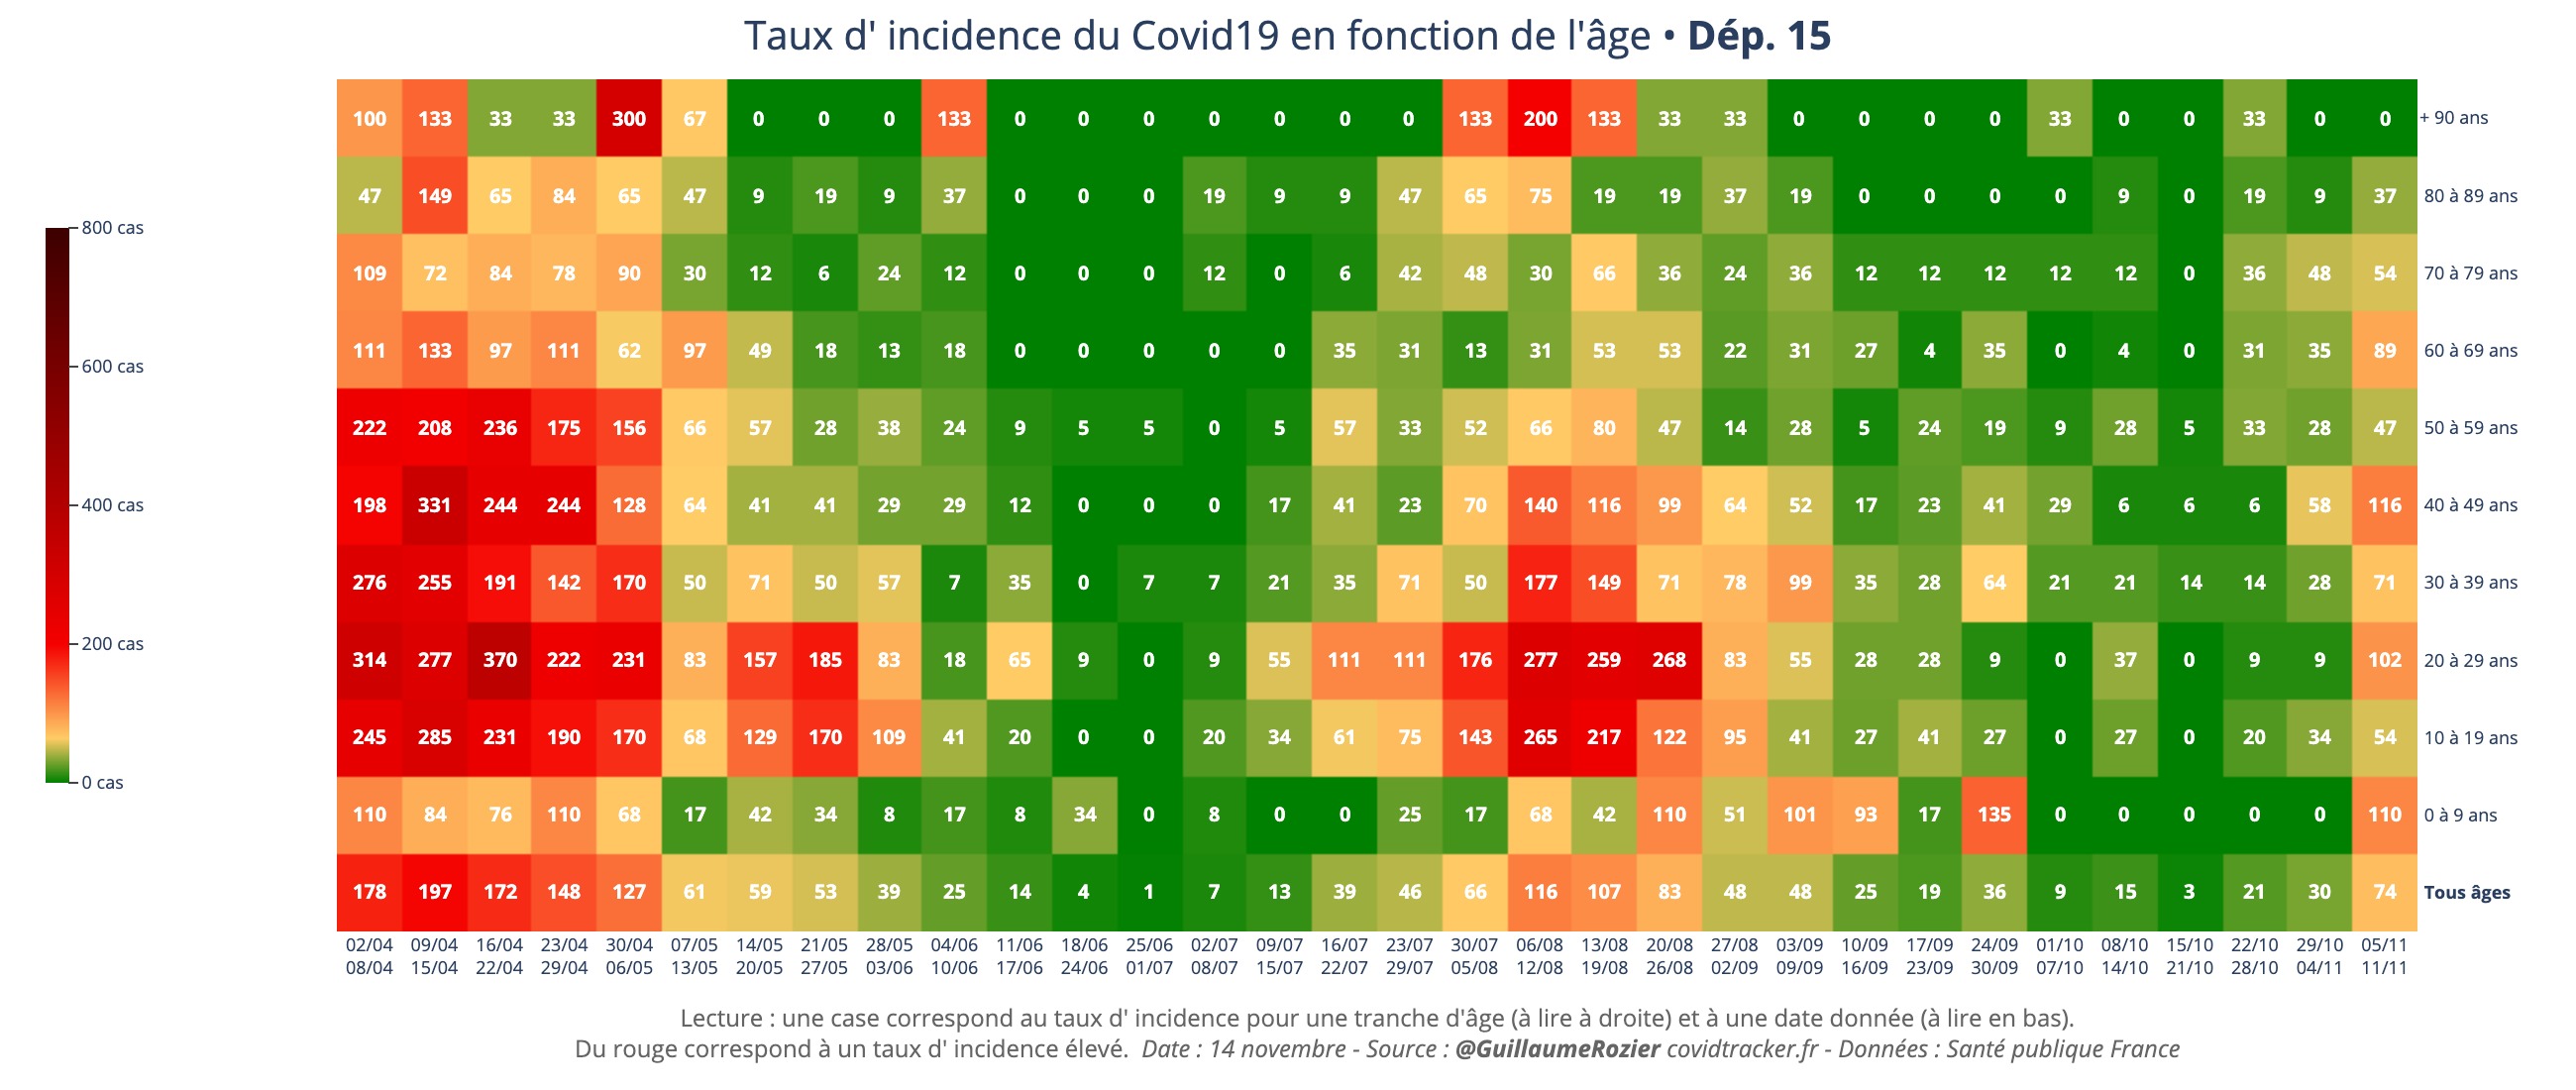 Taux d' incidence du Covid19 en fonction de l'âge • Dép. 15
800 cas
600 cas
400 cas
200 cas
0 cas
100 133 33 33 300 67 0 0 0 133 0 0 0 0 0 0 0 133 200 133 33 33 0 0 0 0 33 0 0 33 0 0 + 90 ans
47 149 65 84 65 47 9 19 9 37 0 0 0 19 9 9 47 65 75 19 19 37 19 0 0 0 0 9 0 19 9 37 80 à 89 ans
109 72 84 78 90 30 12 6 24 12 0 0 0 12 0 6 42 48 30 66 36 24 36 12 12 12 12 12 0 36 48 54 70 à 79 ans
111 133 97 111 62 97 49 18 13 18 0 0 0 0 0 35 31 13 31 53 53 22 31 27 4 35 0 4 0 31 35 89 60 à 69 ans
222 208 236 175 156 66 57 28 38 24 9 5 5 0 5 57 33 52 66 80 47 14 28 5 24 19 9 28 5 33 28 47 50 à 59 ans
198 331 244 244 128 64 41 41 29 29 12 0 0 0 17 41 23 70 140 116 99 64 52 17 23 41 29 6 6 6 58 116 40 à 49 ans
276 255 191 142 170 50 71 50 57 7 35 0 7 7 21 35 71 50 177 149 71 78 99 35 28 64 21 21 14 14 28 71 30 à 39 ans
314 277 370 222 231 83 157 185 83 18 65 9 0 9 55 111 111 176 277 259 268 83 55 28 28 9 0 37 0 9 9 102 20 à 29 ans
245 285 231 190 170 68 129 170 109 41 20 0 0 20 34 61 75 143 265 217 122 95 41 27 41 27 0 27 0 20 34 54 10 à 19 ans
110 84 76 110 68 17 42 34 8 17 8 34 0 8 0 0 25 17 68 42 110 51 101 93 17 135 0 0 0 0 0 110 0 à 9 ans
178 197 172 148 127 61 59 53 39 25 14 4 1 7 13 39 46 66 116 107 83 48 48 25 19 36 9 15 3 21 30 74 Tous âges
02/04 09/04 16/04 23/04 30/04 07/05 14/05 21/05 28/05 04/06 11/06 18/06 25/06 02/07 09/07 16/07 23/07 30/07 06/08 13/08 20/08 27/08 03/09 10/09 17/09 24/09 01/10 08/10 15/10 22/10 29/10 05/11
08/04 15/04 22/04 29/04 06/05 13/05 20/05 27/05 03/06 10/06 17/06 24/06 01/07 08/07 15/07 22/07 29/07 05/08 12/08 19/08 26/08 02/09 09/09 16/09 23/09 30/09 07/10 14/10 21/10 28/10 04/11 11/11
Lecture : une case correspond au taux d' incidence pour une tranche d'âge (à lire à droite) et à une date donnée (à lire en bas).
Du rouge correspond à un taux d' incidence élevé. Date : 14 novembre - Source : @GuillaumeRozier covidtracker.fr - Données : Santé publique France